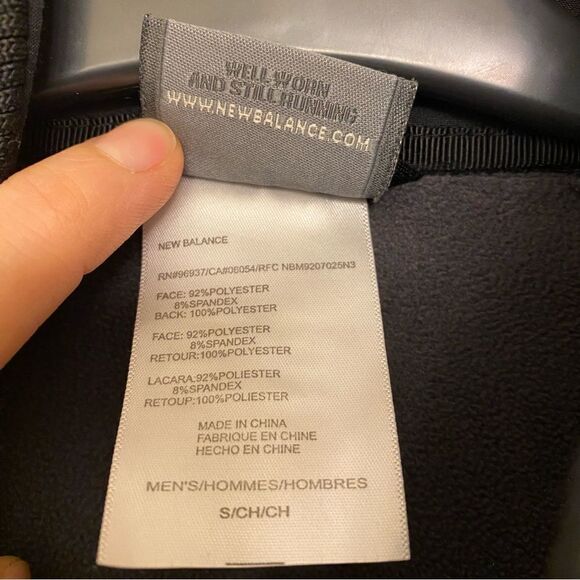 WELL WORN
AND STILL RUNNING
WWW.NEWBALANCE.COM
NEW BALANCE
RN#96937/CA#06054/RFC NBM9207025N3
FACE: 92%POLYESTER
8%SPANDEX
BACK: 100%POLYESTER
FACE: 92%POLYESTER
8%SPANDEX
RETOUR:100%POLYESTER
LACARA:92%POLIESTER
8%SPANDEX
RETOUP:100%POLIESTER
MADE IN CHINA
FABRIQUE EN CHINE
HECHO EN CHINE
MEN'S/HOMMES/HOMBRES
S/CH/CH